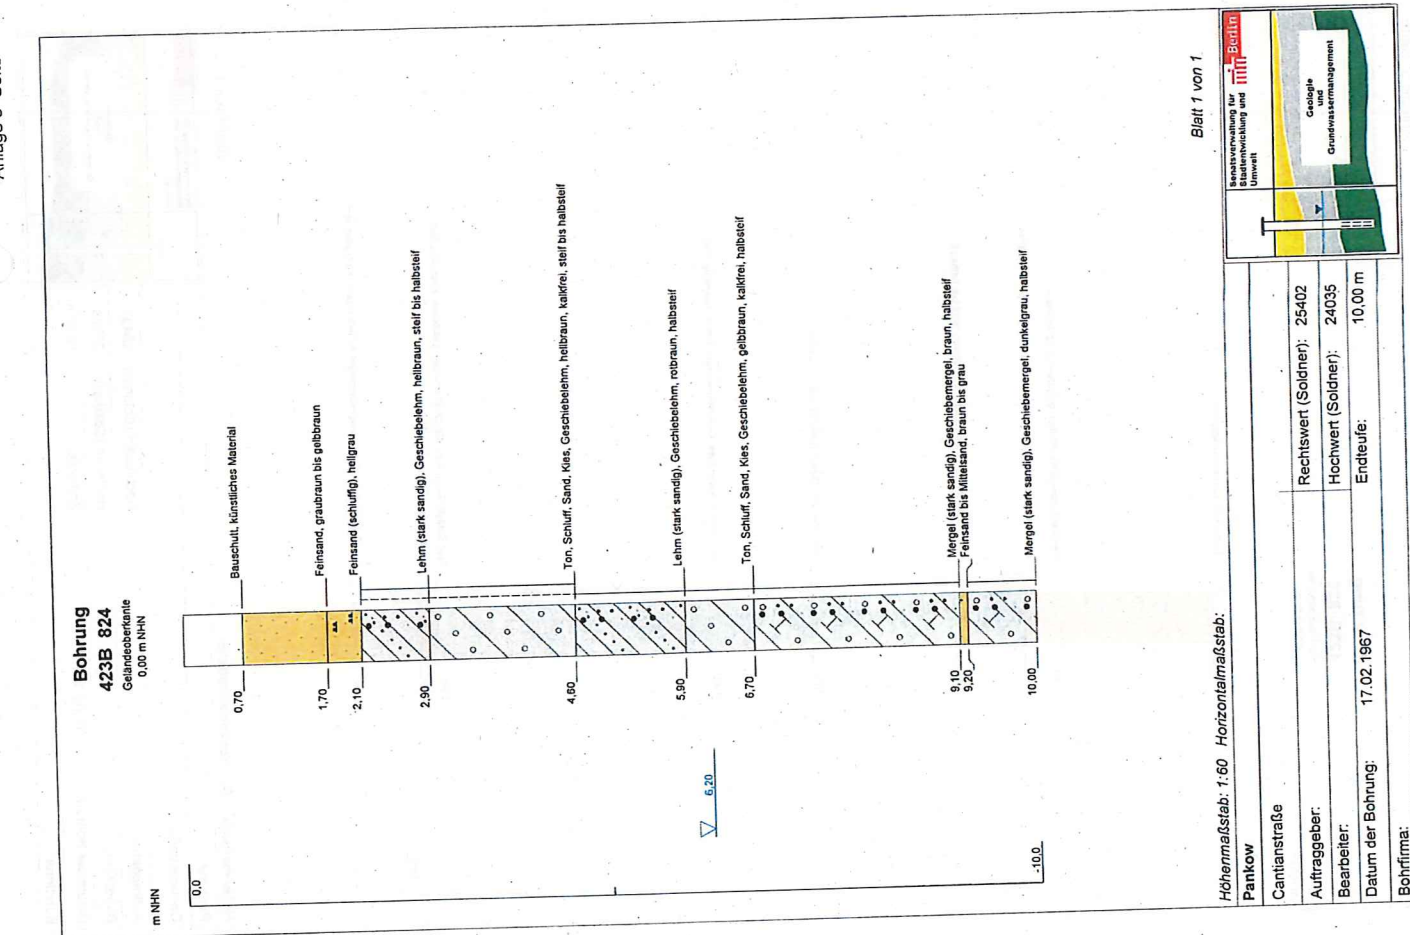 Bohrung
423B 824
Geländeoberkante
0,00 m NHN
m NHN
0,0
-10,0
6,20
0,70
1,70
2,10
2,90
4,60
5,90
6,70
9,10
9,20
10,00
Bauschutt, künstliches Material
Feinsand, graubraun bis gelbbraun
Feinsand (schluffig), hellgrau
Lehm (stark sandig), Geschiebelehm, hellbraun, steif bis halbsteif
Ton, Schluff, Sand, Kies, Geschiebelehm, hellbraun, kalkfrei, steif bis halbsteif
Lehm (stark sandig), Geschiebelehm, rotbraun, halbsteif
Ton, Schluff, Sand, Kies, Geschiebelehm, gelbbraun, kalkfrei, halbsteif
Mergel (stark sandig), Geschiebemergel, braun, halbsteif
Feinsand bis Mittelsand, braun bis grau
Mergel (stark sandig), Geschiebemergel, dunkelgrau, halbsteif
Blatt 1 von 1
Höhenmaßstab: 1:60 Horizontalmaßstab:
Pankow
Cantianstraße
Auftraggeber:
Rechtswert (Soldner): 25402
Bearbeiter:
Hochwert (Soldner): 24035
Datum der Bohrung: 17.02.1967
Endteufe: 10,00 m
Bohrfirma:
Senatsverwaltung für
Stadtentwicklung und
Umwelt
Berlin
Geologie
und
Grundwassermanagement